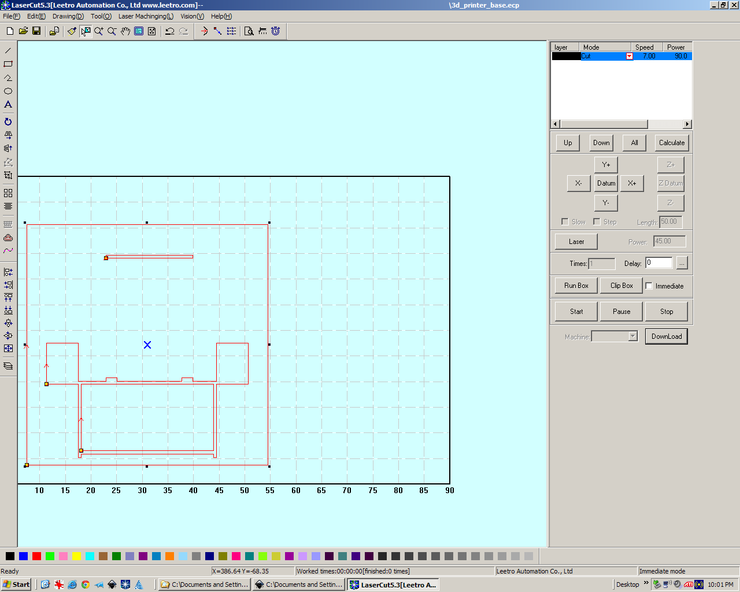 LaserCut5.3[Leetro Automation Co., Ltd www.leetro.com]-- \3d_printer_base.ecp
File(F) Edit(E) Drawing(D) Tool(O) Laser Machinging(L) Vision(V) Help(H)
layer Mode Speed Power
Cut 7.00 90.0
Up Down All Calculate
Y+ Z+
X- Datum X+ Z Datum
Y- Z-
Slow Step Length: 50.00
Laser Power: 45.00
Times: 1 Delay: 0 ...
Run Box Clip Box Immediate
Start Pause Stop
Machine DownLoad
10 15 20 25 30 35 40 45 50 55 60 65 70 75 80 85 90
Ready X=386.64 Y=-68.35 Worked times:00:00:00[finished:0 times] Leetro Automation Co., Ltd Immediate mode
Start C:\Documents and Settin... C:\Documents and Settin... LaserCut5.3[Leetro A... Desktop » 10:01 PM